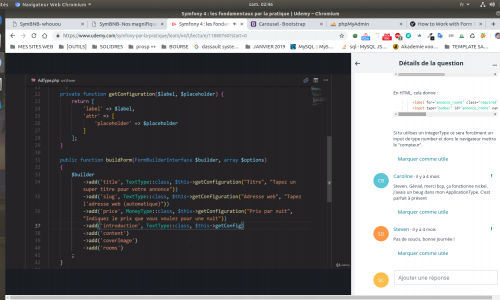 Navigateur Web Chromium
sam. 02:46
Symfony 4 : les fondamentaux par la pratique | Udemy - Chromium
SymBNB-whouou
SymBNB - Nos magnifiq
Symfony 4 : les fondam
Carousel · Bootstrap
phpMyAdmin
How to Work with Form
https://www.udemy.com/symfony-par-la-pratique/learn/v4/t/lecture/11880760?start=0
MES SITES WEB
[OUTILS]
SOLIDRES
prosp ++
BOURSE
dassault system
JANVIER 2019
MySQL : MyS
sql - MySQL JS
Akademie voo
TEMPLATE SA
AdType.php
private function getConfiguration($label, $placeholder) {
return [
'label' => $label,
'attr' => [
'placeholder' => $placeholder
]
];
}
public function buildForm(FormBuilderInterface $builder, array $options)
{
$builder
->add('title', TextType::class, $this->getConfiguration("Titre", "Tapez un
super titre pour votre annonce"))
->add('slug', TextType::class, $this->getConfiguration("Adresse web", "Tapez
l'adresse web (automatique)"))
->add('price', MoneyType::class, $this->getConfiguration("Prix par nuit",
"Indiquez le prix que vous voulez pour une nuit"))
->add('introduction', TextType::class, $this->getConfig)
->add('content')
->add('coverImage')
->add('rooms')
;
}
Détails de la question
En HTML, cela donne :
Si tu utilises un IntegerType ce sera forcément un
input de type number et donc le navigateur mettra
le "compteur".
Marquer comme utile
Caroline · il y a 4 mois
Steven. Génial, merci bcp, ça fonctionne nickel.
j'avais un beug dans mon ApplicationType. C'est
parfait à présent
Marquer comme utile
Steven · il y a 4 mois
Pas de soucis, bonne journée !
Marquer comme utile
Ajouter une réponse